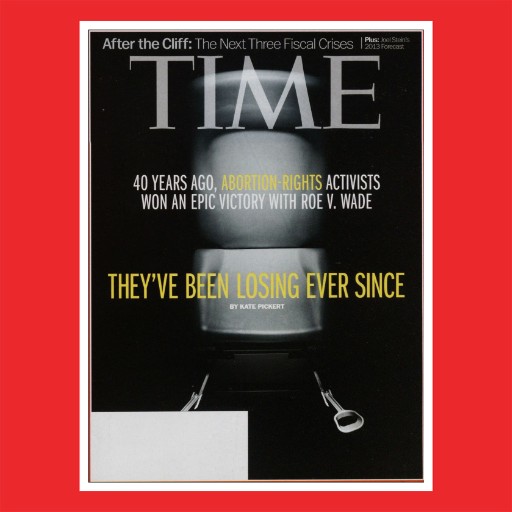 After the Cliff: The Next Three Fiscal Crises
Plus: Joel Stein's
2013 Forecast
TIME
40 YEARS AGO, ABORTION-RIGHTS ACTIVISTS
WON AN EPIC VICTORY WITH ROE V. WADE
THEY'VE BEEN LOSING EVER SINCE
BY KATE PICKERT